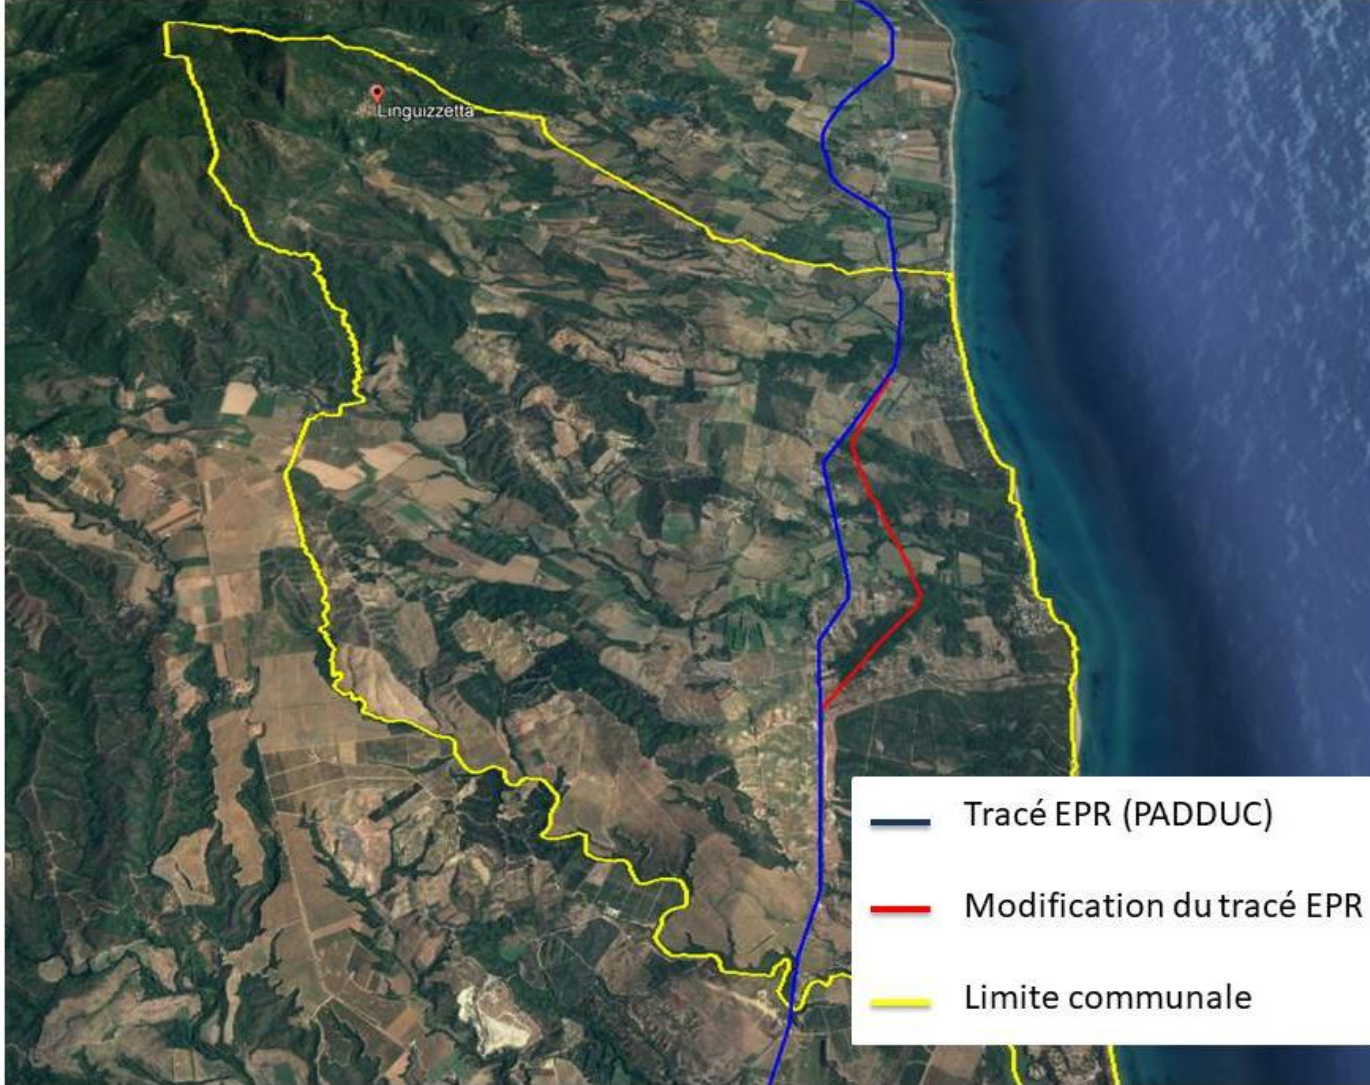 Linguizzetta
Tracé EPR (PADDUC)
Modification du tracé EPR
Limite communale